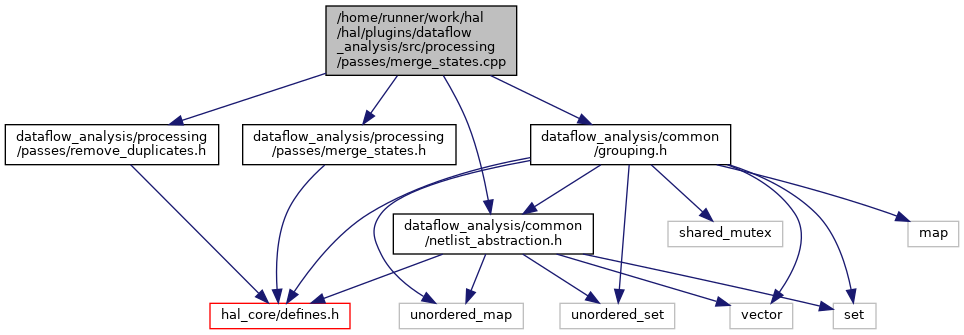 /home/runner/work/hal
/hal/plugins/dataflow
_analysis/src/processing
/passes/merge_states.cpp
dataflow_analysis/processing
/passes/remove_duplicates.h
dataflow_analysis/processing
/passes/merge_states.h
dataflow_analysis/common
/grouping.h
dataflow_analysis/common
/netlist_abstraction.h
shared_mutex
map
hal_core/defines.h
unordered_map
unordered_set
vector
set